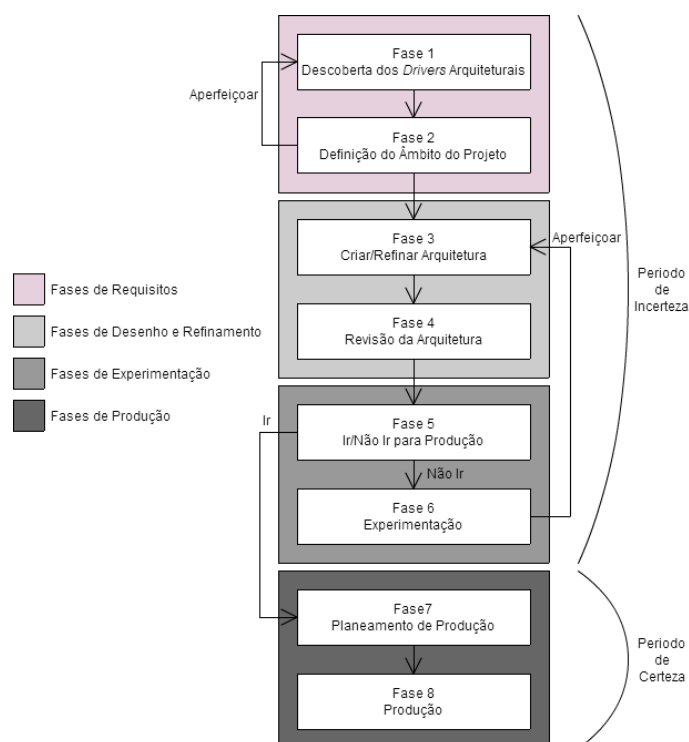 Fase 1
Descoberta dos Drivers Arquiteturais
Aperfeiçoar
Fase 2
Definição do Âmbito do Projeto
Fase 3
Criar/Refinar Arquitetura
Aperfeiçoar
Fase 4
Revisão da Arquitetura
Periodo
de
Incerteza
Fases de Requisitos
Fases de Desenho e Refinamento
Fases de Experimentação
Fases de Produção
Ir
Fase 5
Ir/Não Ir para Produção
Não Ir
Fase 6
Experimentação
Fase7
Planeamento de Produção
Fase 8
Produção
Periodo
de
Certeza